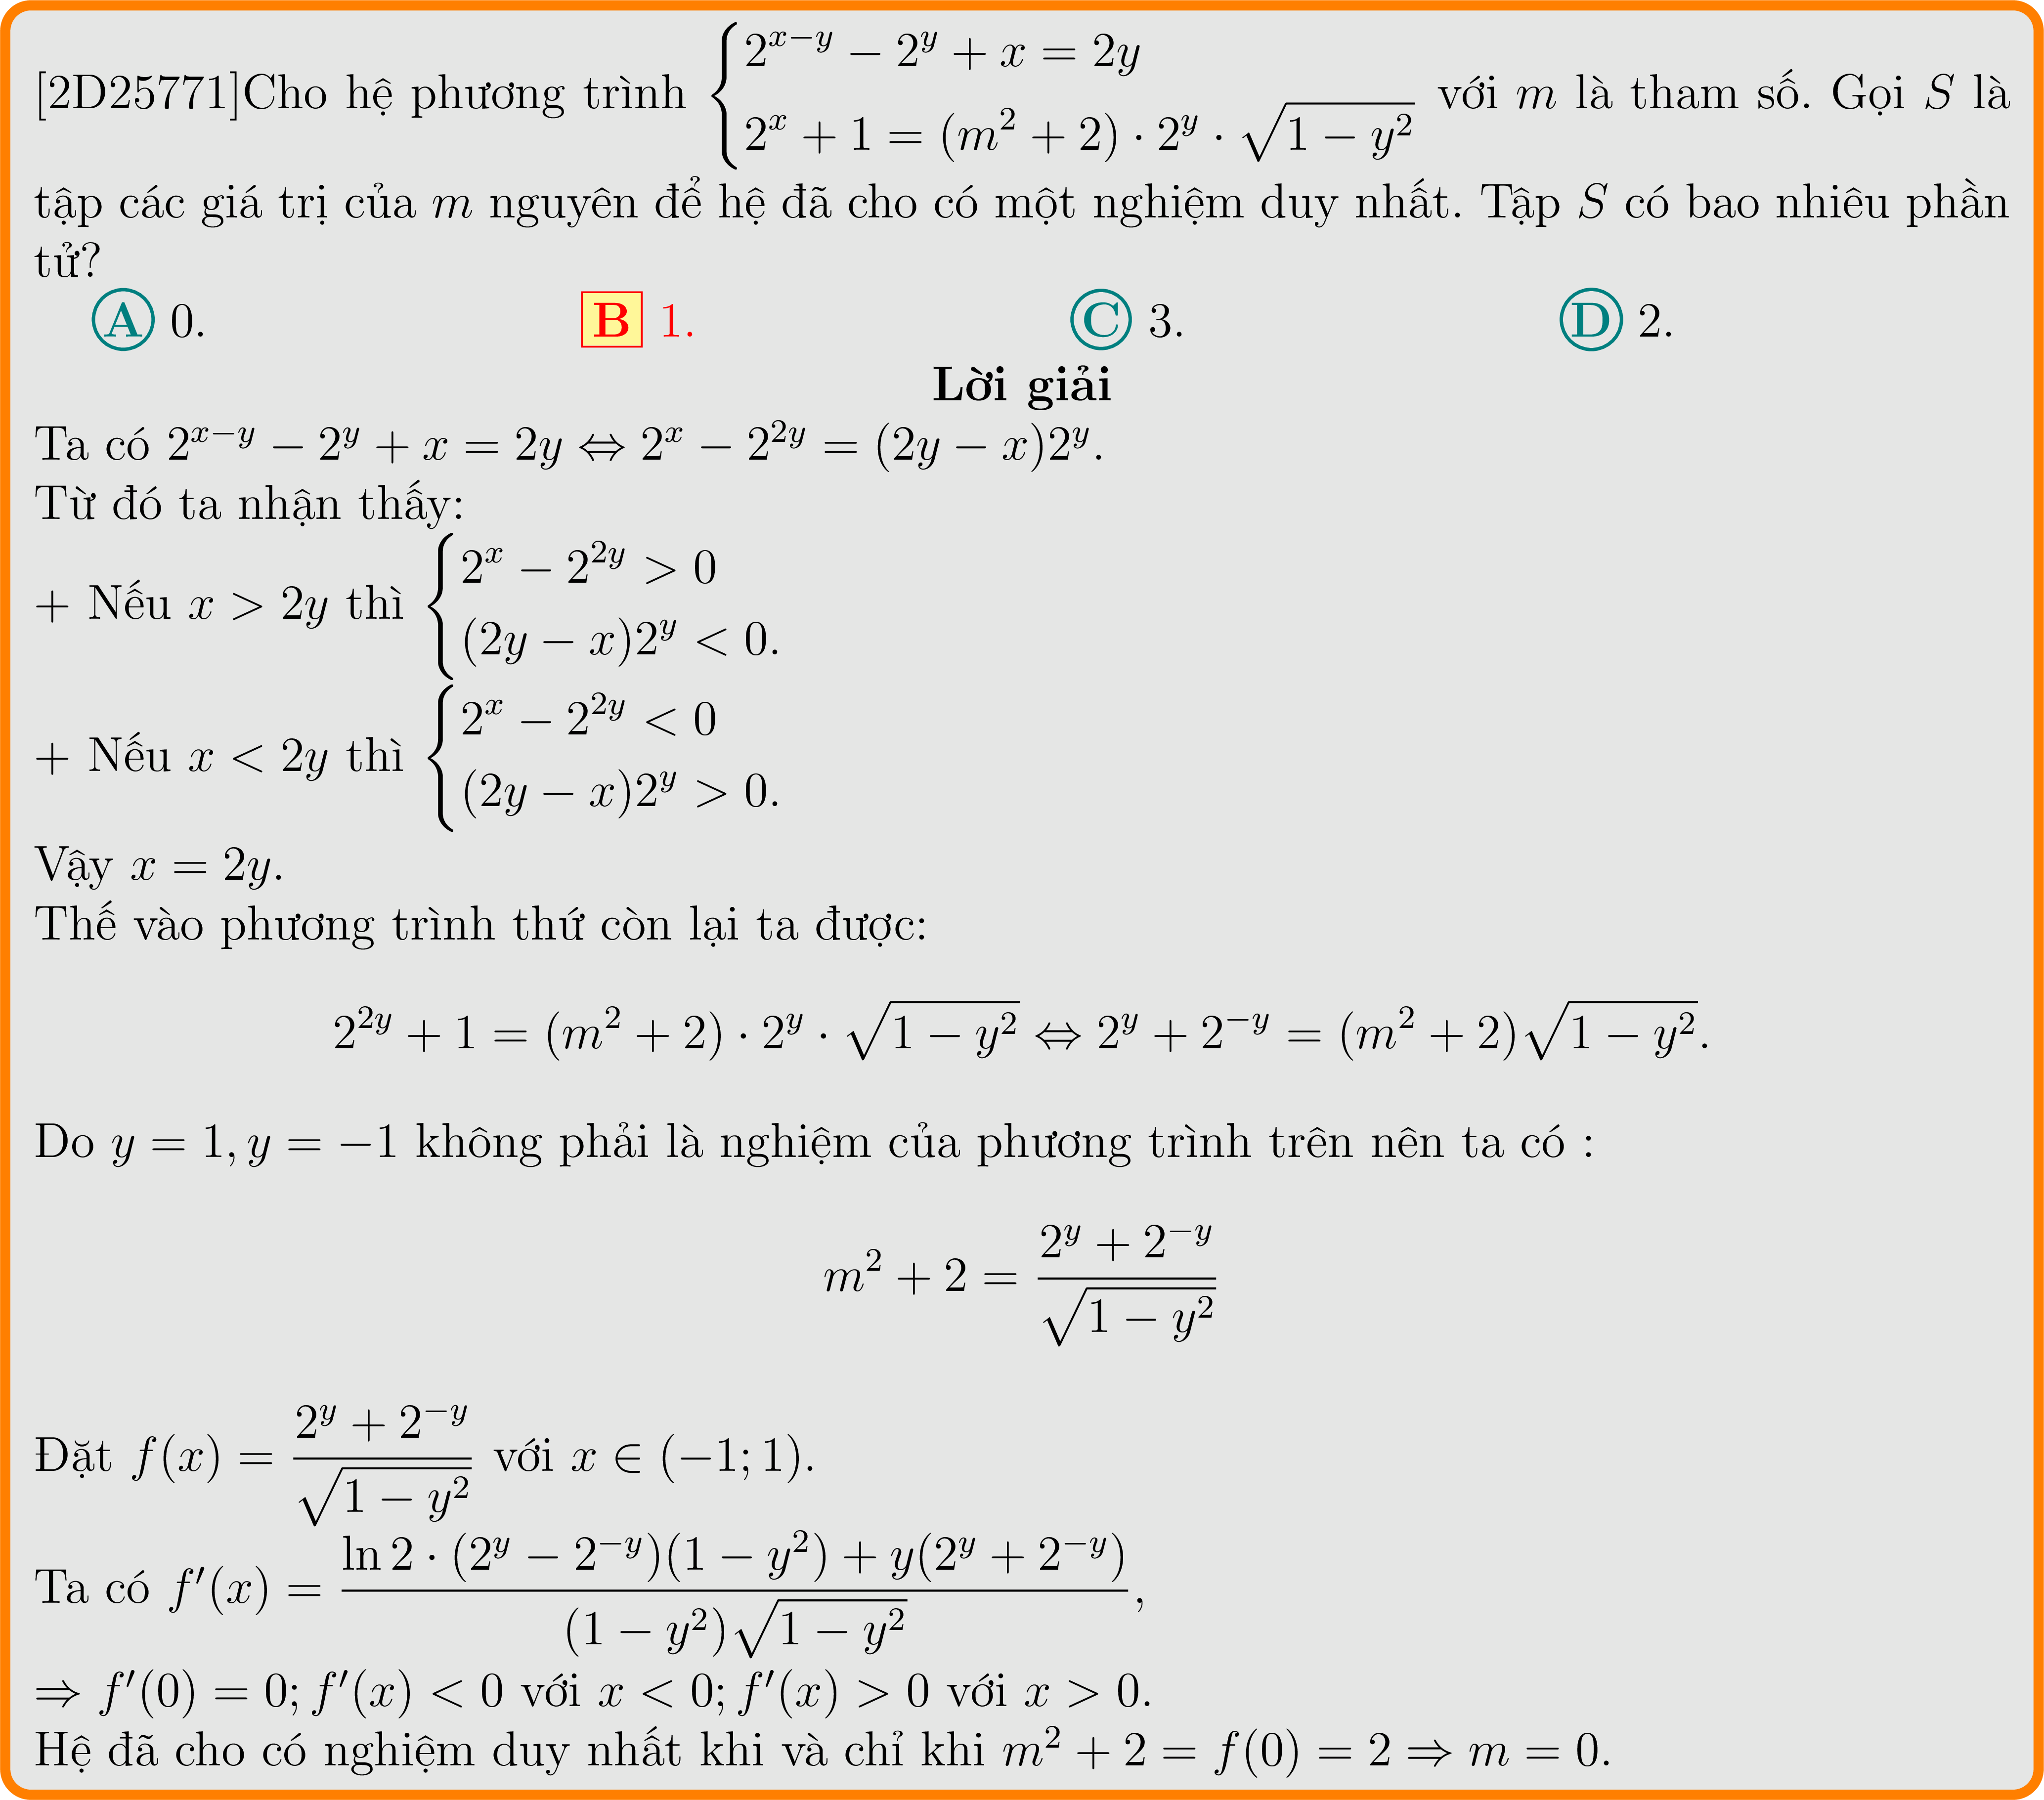 [2D25771]Cho hệ phương trình $\begin{cases} 2^{x-y} - 2^y + x = 2y \\ 2^x + 1 = (m^2 + 2) \cdot 2^y \cdot \sqrt{1 - y^2} \end{cases}$ với $m$ là tham số. Gọi $S$ là
tập các giá trị của $m$ nguyên để hệ đã cho có một nghiệm duy nhất. Tập $S$ có bao nhiêu phần
tử?
A 0. B 1. C 3. D 2.
Lời giải
Ta có $2^{x-y} - 2^y + x = 2y \Leftrightarrow 2^x - 2^{2y} = (2y - x)2^y$.
Từ đó ta nhận thấy:
+ Nếu $x > 2y$ thì $\begin{cases} 2^x - 2^{2y} > 0 \\ (2y - x)2^y < 0. \end{cases}$
+ Nếu $x < 2y$ thì $\begin{cases} 2^x - 2^{2y} < 0 \\ (2y - x)2^y > 0. \end{cases}$
Vậy $x = 2y$.
Thế vào phương trình thứ còn lại ta được:
$2^{2y} + 1 = (m^2 + 2) \cdot 2^y \cdot \sqrt{1 - y^2} \Leftrightarrow 2^y + 2^{-y} = (m^2 + 2)\sqrt{1 - y^2}.$
Do $y = 1, y = -1$ không phải là nghiệm của phương trình trên nên ta có :
$m^2 + 2 = \dfrac{2^y + 2^{-y}}{\sqrt{1 - y^2}}$
Đặt $f(x) = \dfrac{2^y + 2^{-y}}{\sqrt{1 - y^2}}$ với $x \in (-1; 1)$.
Ta có $f'(x) = \dfrac{\ln 2 \cdot (2^y - 2^{-y})(1 - y^2) + y(2^y + 2^{-y})}{(1 - y^2)\sqrt{1 - y^2}}$,
$\Rightarrow f'(0) = 0; f'(x) < 0$ với $x < 0; f'(x) > 0$ với $x > 0$.
Hệ đã cho có nghiệm duy nhất khi và chỉ khi $m^2 + 2 = f(0) = 2 \Rightarrow m = 0$.